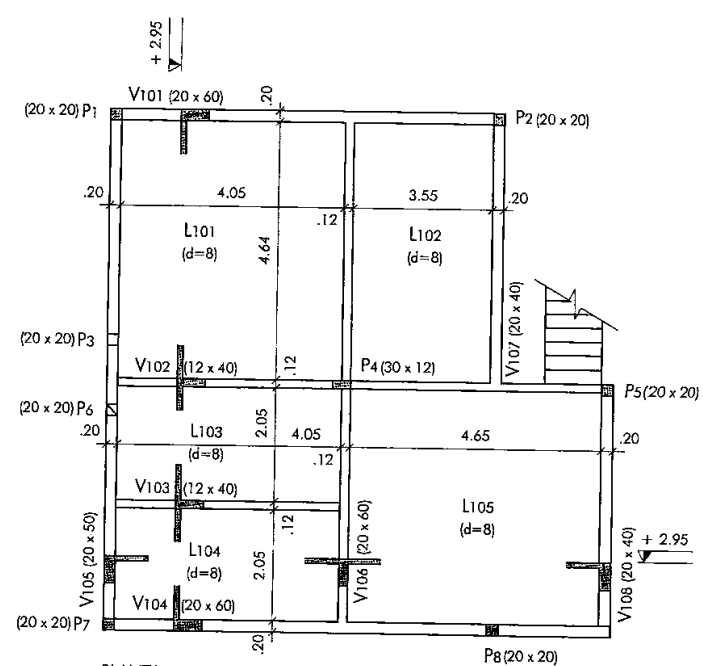 + 2.95
V101 (20 x 60)
.20
(20 x 20) P1
P2 (20 x 20)
.20
4.05
3.55
.20
.12
L101
(d=8)
L102
(d=8)
4.64
V107 (20 x 40)
(20 x 20) P3
V102 (12 x 40)
.12
P4 (30 x 12)
P5 (20 x 20)
(20 x 20) P6
.20
L103
(d=8)
2.05
4.05
4.65
.20
.12
V103 (12 x 40)
.12
L105
(d=8)
V105 (20 x 50)
L104
(d=8)
2.05
V106 (20 x 60)
+ 2.95
V108 (20 x 40)
V104 (20 x 60)
(20 x 20) P7
.20
P8 (20 x 20)